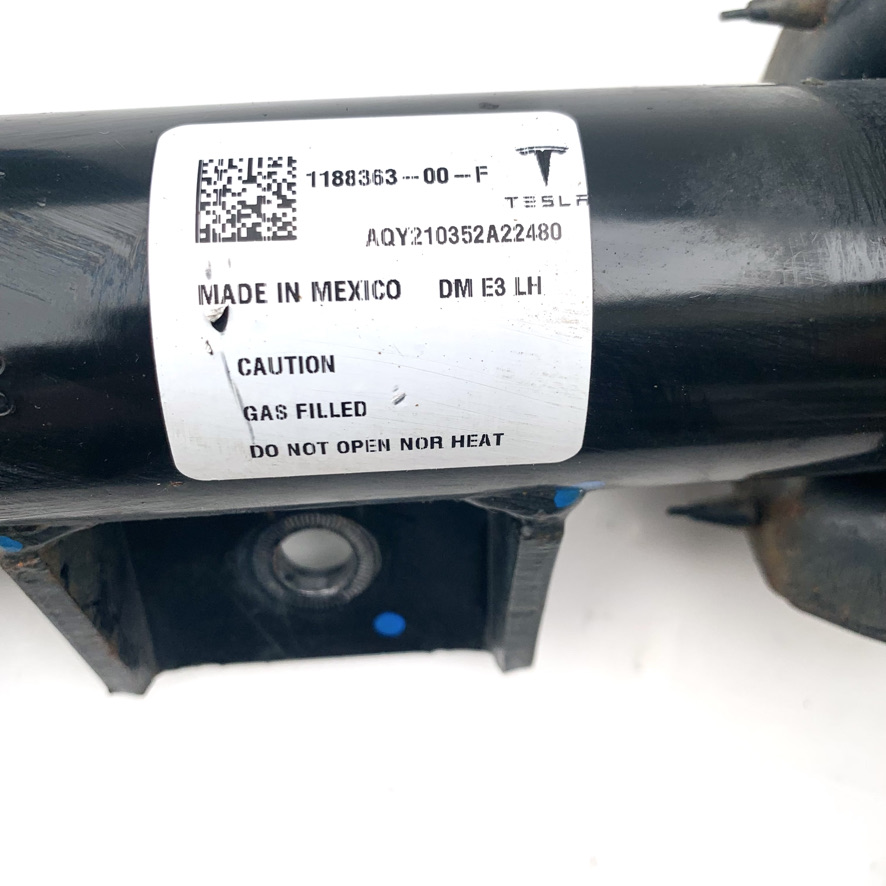 1188363-00-F
TESLA
AQY210352A22480
MADE IN MEXICO DM E3 LH
CAUTION
GAS FILLED
DO NOT OPEN NOR HEAT